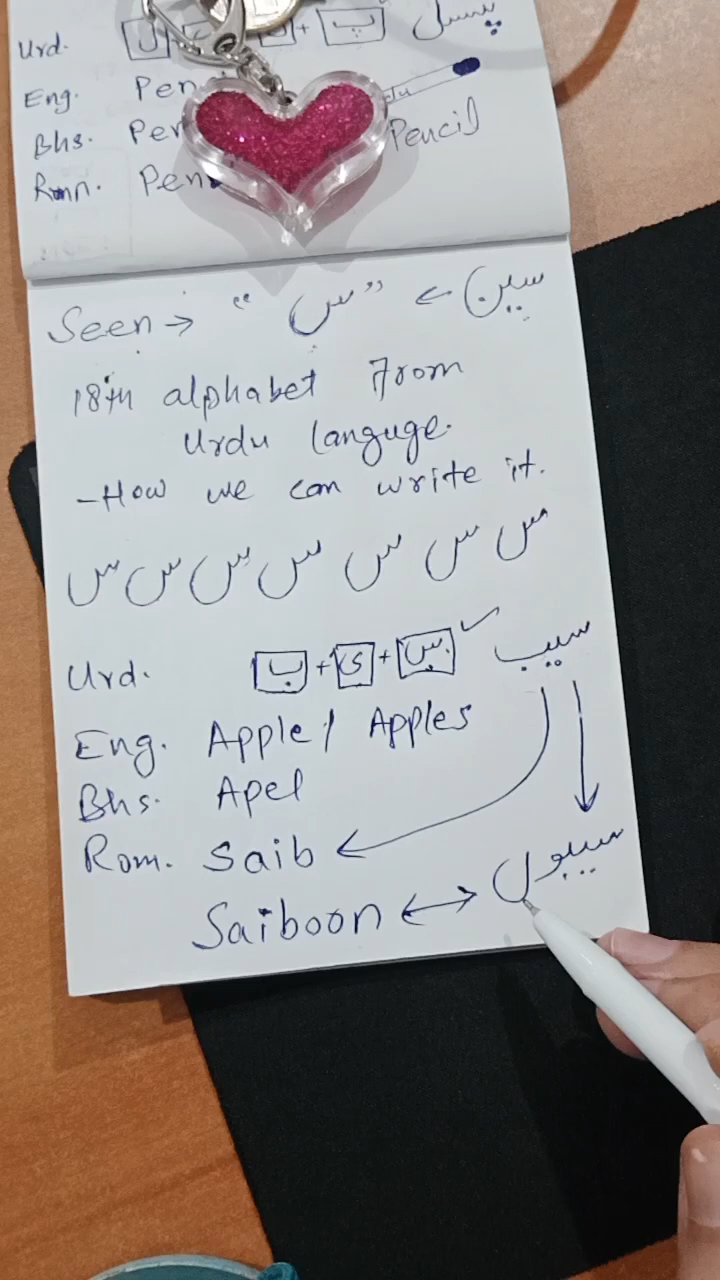 Urd. پ + پنسل
Eng. Pen
Bhs. Pen Pencil
Rmn. Pen
Seen → "س" ← سین
18th alphabet from
Urdu languge.
- How we can write it.
س س س س س س س
Urd. ب + ی + س ✓ سیب
Eng. Apple / Apples
Bhs. Apel
Rom. Saib ←
Saiboon ↔ سیبوں